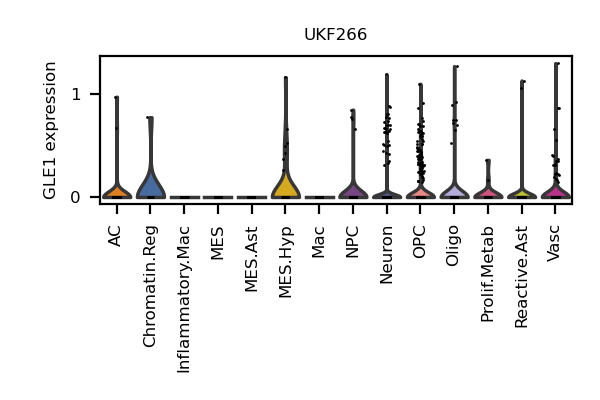 UKF266
GLE1 expression
1
0
AC
Chromatin.Reg
Inflammatory.Mac
MES
MES.Ast
MES.Hyp
Mac
NPC
Neuron
OPC
Oligo
Prolif.Metab
Reactive.Ast
Vasc